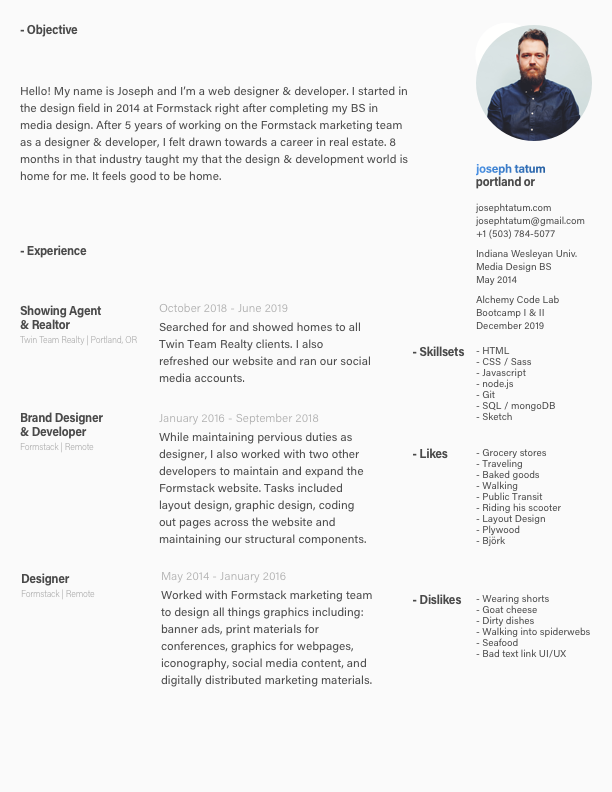 - Objective
Hello! My name is Joseph and I'm a web designer & developer. I started in
the design field in 2014 at Formstack right after completing my BS in
media design. After 5 years of working on the Formstack marketing team
as a designer & developer, I felt drawn towards a career in real estate. 8
months in that industry taught my that the design & development world is
home for me. It feels good to be home.
- Experience
Showing Agent
& Realtor
Twin Team Realty | Portland, OR
October 2018 - June 2019
Searched for and showed homes to all
Twin Team Realty clients. I also
refreshed our website and ran our social
media accounts.
Brand Designer
& Developer
Formstack | Remote
January 2016 - September 2018
While maintaining pervious duties as
designer, I also worked with two other
developers to maintain and expand the
Formstack website. Tasks included
layout design, graphic design, coding
out pages across the website and
maintaining our structural components.
Designer
Formstack | Remote
May 2014 - January 2016
Worked with Formstack marketing team
to design all things graphics including:
banner ads, print materials for
conferences, graphics for webpages,
iconography, social media content, and
digitally distributed marketing materials.
joseph tatum
portland or
josephtatum.com
josephtatum@gmail.com
+1 (503) 784-5077
Indiana Wesleyan Univ.
Media Design BS
May 2014
Alchemy Code Lab
Bootcamp I & II
December 2019
- Skillsets
- HTML
- CSS / Sass
- Javascript
- node.js
- Git
- SQL / mongoDB
- Sketch
- Likes
- Grocery stores
- Traveling
- Baked goods
- Walking
- Public Transit
- Riding his scooter
- Layout Design
- Plywood
- Björk
- Dislikes
- Wearing shorts
- Goat cheese
- Dirty dishes
- Walking into spiderwebs
- Seafood
- Bad text link UI/UX